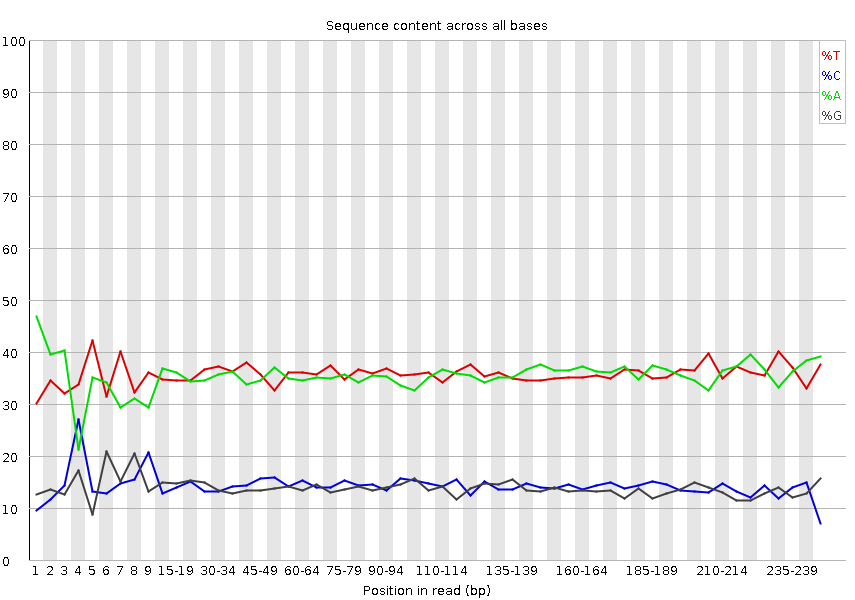 Sequence content across all bases
100
90
80
70
60
50
40
30
20
10
0
%T
%C
%A
%G
1 2 3 4 5 6 7 8 9 15-19 30-34 45-49 60-64 75-79 90-94 110-114 135-139 160-164 185-189 210-214 235-239
Position in read (bp)